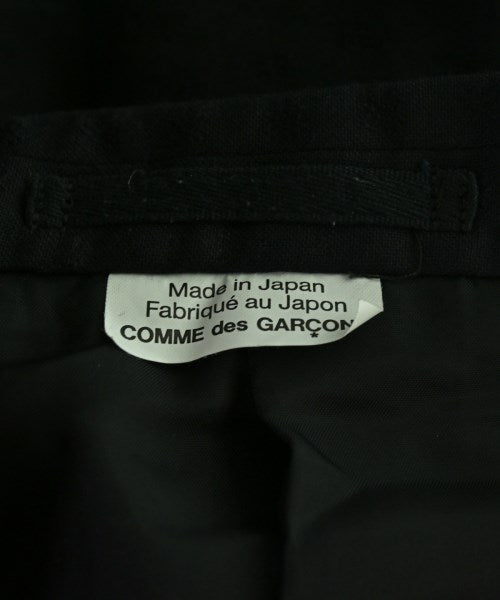 Made in Japan
Fabriqué au Japon
COMME des GARÇON